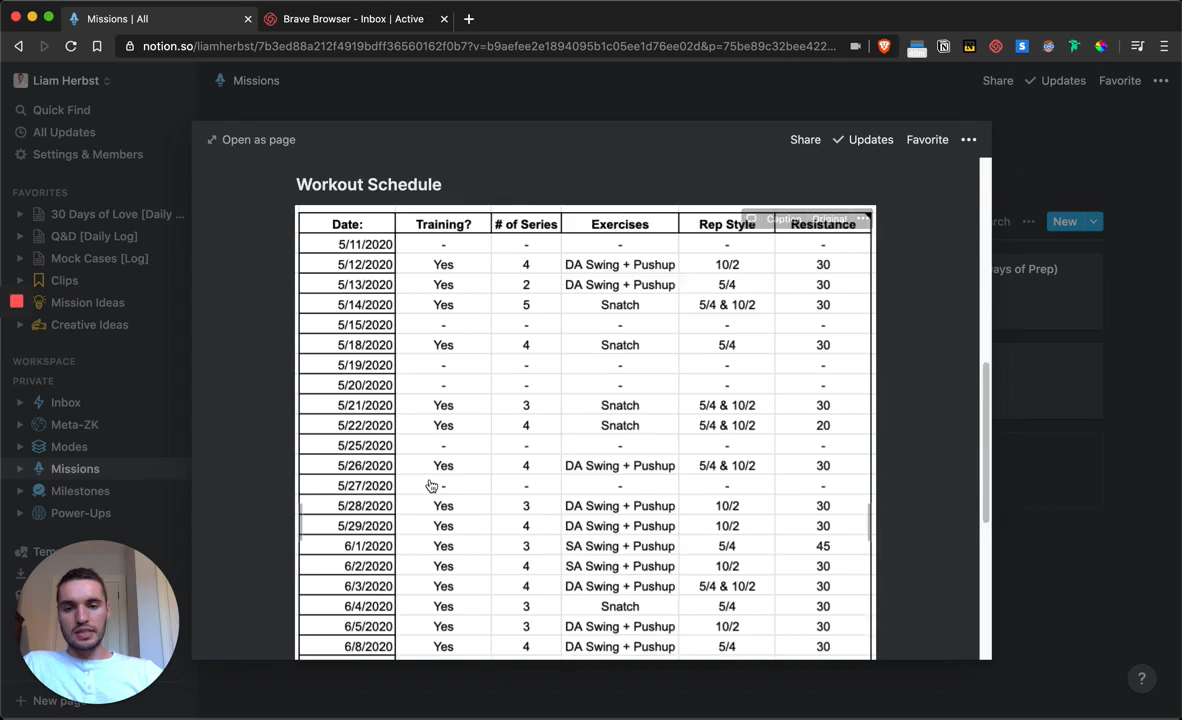 Missions | All
Brave Browser - Inbox | Active
notion.so/liamherbst/7b3ed88a212f4919bdff36560162f0b7?v=b9aefee2e1894095b1c05ee1d76ee02d&p=75be89c32bee422...
Liam Herbst
Missions
Share Updates Favorite
Quick Find
All Updates
Settings & Members
Open as page
Share Updates Favorite
FAVORITES
30 Days of Love [Daily ...
Q&D [Daily Log]
Mock Cases [Log]
Clips
Mission Ideas
Creative Ideas
WORKSPACE
PRIVATE
Inbox
Meta-ZK
Modes
Missions
Milestones
Power-Ups
New
ays of Prep)
Workout Schedule
Caption Original
Date: Training? # of Series Exercises Rep Style Resistance
5/11/2020 - - - - -
5/12/2020 Yes 4 DA Swing + Pushup 10/2 30
5/13/2020 Yes 2 DA Swing + Pushup 5/4 30
5/14/2020 Yes 5 Snatch 5/4 & 10/2 30
5/15/2020 - - - - -
5/18/2020 Yes 4 Snatch 5/4 30
5/19/2020 - - - - -
5/20/2020 - - - - -
5/21/2020 Yes 3 Snatch 5/4 & 10/2 30
5/22/2020 Yes 4 Snatch 5/4 & 10/2 20
5/25/2020 - - - - -
5/26/2020 Yes 4 DA Swing + Pushup 5/4 & 10/2 30
5/27/2020 - - - - -
5/28/2020 Yes 3 DA Swing + Pushup 10/2 30
5/29/2020 Yes 4 DA Swing + Pushup 10/2 30
6/1/2020 Yes 3 SA Swing + Pushup 5/4 45
6/2/2020 Yes 4 SA Swing + Pushup 10/2 30
6/3/2020 Yes 4 DA Swing + Pushup 5/4 & 10/2 30
6/4/2020 Yes 3 Snatch 5/4 30
6/5/2020 Yes 3 DA Swing + Pushup 10/2 30
6/8/2020 Yes 4 DA Swing + Pushup 5/4 30
?